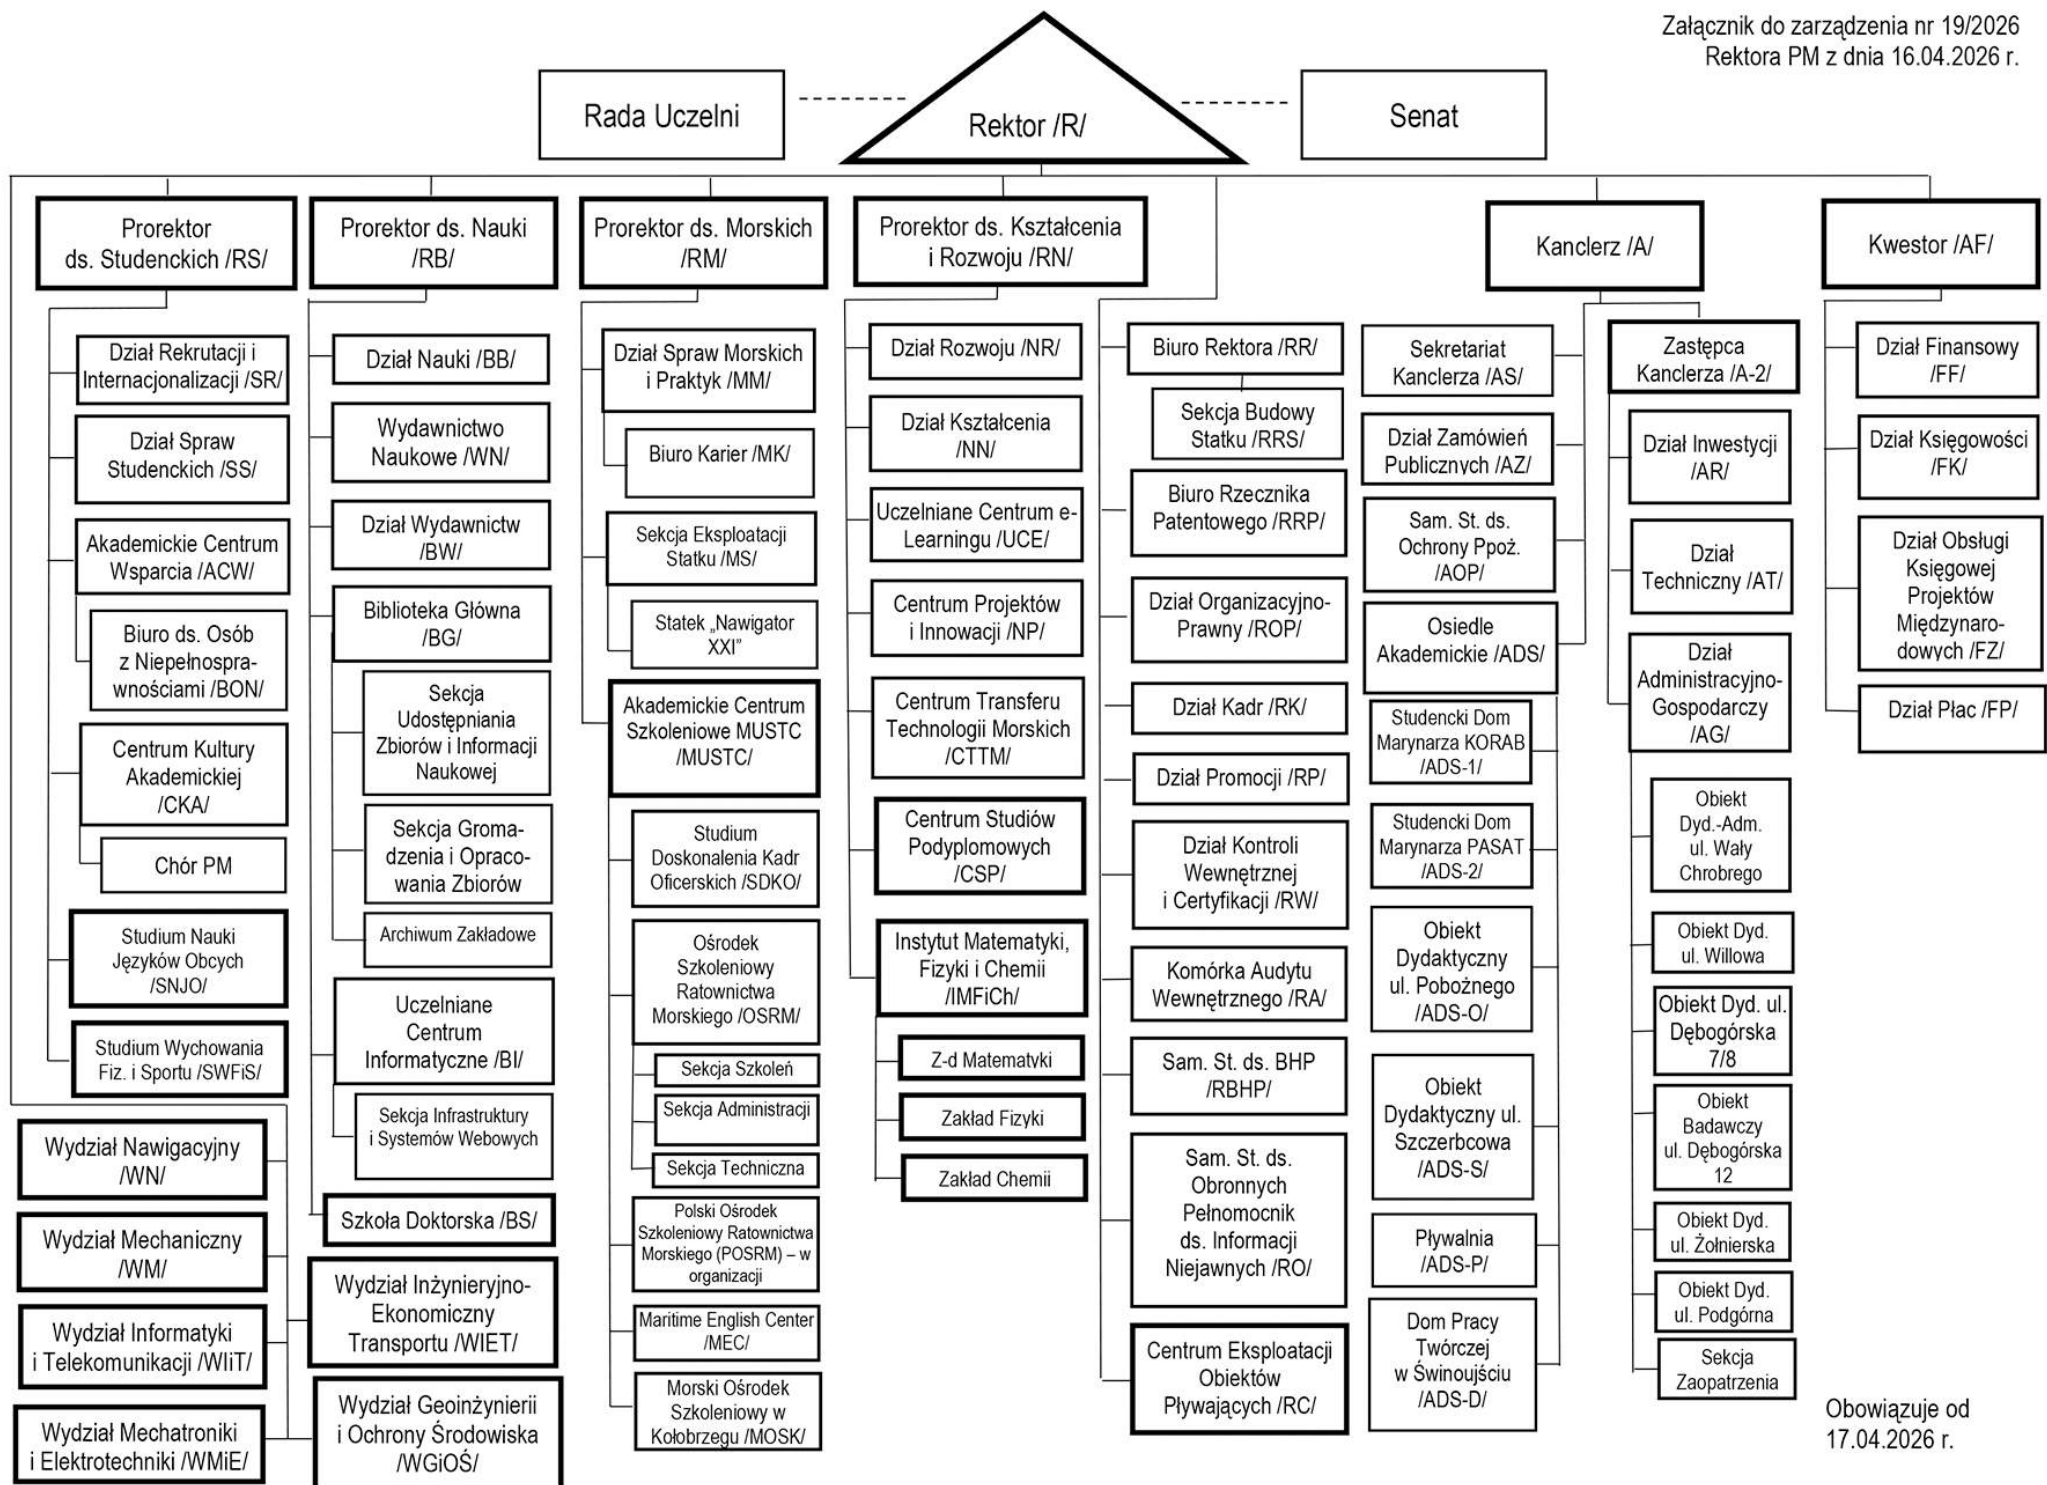 Załącznik do zarządzenia nr 19/2026
Rektora PM z dnia 16.04.2026 r.
Rada Uczelni
Rektor /R/
Senat
Prorektor
ds. Studenckich /RS/
Prorektor ds. Nauki
/RB/
Prorektor ds. Morskich
/RM/
Prorektor ds. Kształcenia
i Rozwoju /RN/
Kanclerz /A/
Kwestor /AF/
Dział Rekrutacji i
Internacjonalizacji /SR/
Dział Spraw
Studenckich /SS/
Akademickie Centrum
Wsparcia /ACW/
Biuro ds. Osób
z Niepełnospra-
wnościami /BON/
Centrum Kultury
Akademickiej
/CKA/
Chór PM
Studium Nauki
Języków Obcych
/SNJO/
Studium Wychowania
Fiz. i Sportu /SWFiS/
Wydział Nawigacyjny
/WN/
Wydział Mechaniczny
/WM/
Wydział Informatyki
i Telekomunikacji /WIiT/
Wydział Mechatroniki
i Elektrotechniki /WMiE/
Dział Nauki /BB/
Wydawnictwo
Naukowe /WN/
Dział Wydawnictw
/BW/
Biblioteka Główna
/BG/
Sekcja
Udostępniania
Zbiorów i Informacji
Naukowej
Sekcja Groma-
dzenia i Opraco-
wania Zbiorów
Archiwum Zakładowe
Uczelniane
Centrum
Informatyczne /BI/
Sekcja Infrastruktury
i Systemów Webowych
Szkoła Doktorska /BS/
Wydział Inżynieryjno-
Ekonomiczny
Transportu /WIET/
Wydział Geoinżynierii
i Ochrony Środowiska
/WGiOŚ/
Dział Spraw Morskich
i Praktyk /MM/
Biuro Karier /MK/
Sekcja Eksploatacji
Statku /MS/
Statek „Nawigator
XXI”
Akademickie Centrum
Szkoleniowe MUSTC
/MUSTC/
Studium
Doskonalenia Kadr
Oficerskich /SDKO/
Ośrodek
Szkoleniowy
Ratownictwa
Morskiego /OSRM/
Sekcja Szkoleń
Sekcja Administracji
Sekcja Techniczna
Polski Ośrodek
Szkoleniowy Ratownictwa
Morskiego (POSRM) – w
organizacji
Maritime English Center
/MEC/
Morski Ośrodek
Szkoleniowy w
Kołobrzegu /MOSK/
Dział Rozwoju /NR/
Dział Kształcenia
/NN/
Uczelniane Centrum e-
Learningu /UCE/
Centrum Projektów
i Innowacji /NP/
Centrum Transferu
Technologii Morskich
/CTTM/
Centrum Studiów
Podyplomowych
/CSP/
Instytut Matematyki,
Fizyki i Chemii
/IMFiCh/
Z-d Matematyki
Zakład Fizyki
Zakład Chemii
Biuro Rektora /RR/
Sekcja Budowy
Statku /RRS/
Biuro Rzecznika
Patentowego /RRP/
Dział Organizacyjno-
Prawny /ROP/
Dział Kadr /RK/
Dział Promocji /RP/
Dział Kontroli
Wewnętrznej
i Certyfikacji /RW/
Komórka Audytu
Wewnętrznego /RA/
Sam. St. ds. BHP
/RBHP/
Sam. St. ds.
Obronnych
Pełnomocnik
ds. Informacji
Niejawnych /RO/
Centrum Eksploatacji
Obiektów
Pływających /RC/
Sekretariat
Kanclerza /AS/
Dział Zamówień
Publicznych /AZ/
Sam. St. ds.
Ochrony Ppoż.
/AOP/
Osiedle
Akademickie /ADS/
Studencki Dom
Marynarza KORAB
/ADS-1/
Studencki Dom
Marynarza PASAT
/ADS-2/
Obiekt
Dydaktyczny
ul. Pobożnego
/ADS-O/
Obiekt
Dydaktyczny ul.
Szczerbcowa
/ADS-S/
Pływalnia
/ADS-P/
Dom Pracy
Twórczej
w Świnoujściu
/ADS-D/
Zastępca
Kanclerza /A-2/
Dział Inwestycji
/AR/
Dział
Techniczny /AT/
Dział
Administracyjno-
Gospodarczy
/AG/
Obiekt
Dyd.-Adm.
ul. Wały
Chrobrego
Obiekt Dyd.
ul. Willowa
Obiekt Dyd. ul.
Dębogórska
7/8
Obiekt
Badawczy
ul. Dębogórska
12
Obiekt Dyd.
ul. Żołnierska
Obiekt Dyd.
ul. Podgórna
Sekcja
Zaopatrzenia
Dział Finansowy
/FF/
Dział Księgowości
/FK/
Dział Obsługi
Księgowej
Projektów
Międzynaro-
dowych /FZ/
Dział Płac /FP/
Obowiązuje od
17.04.2026 r.